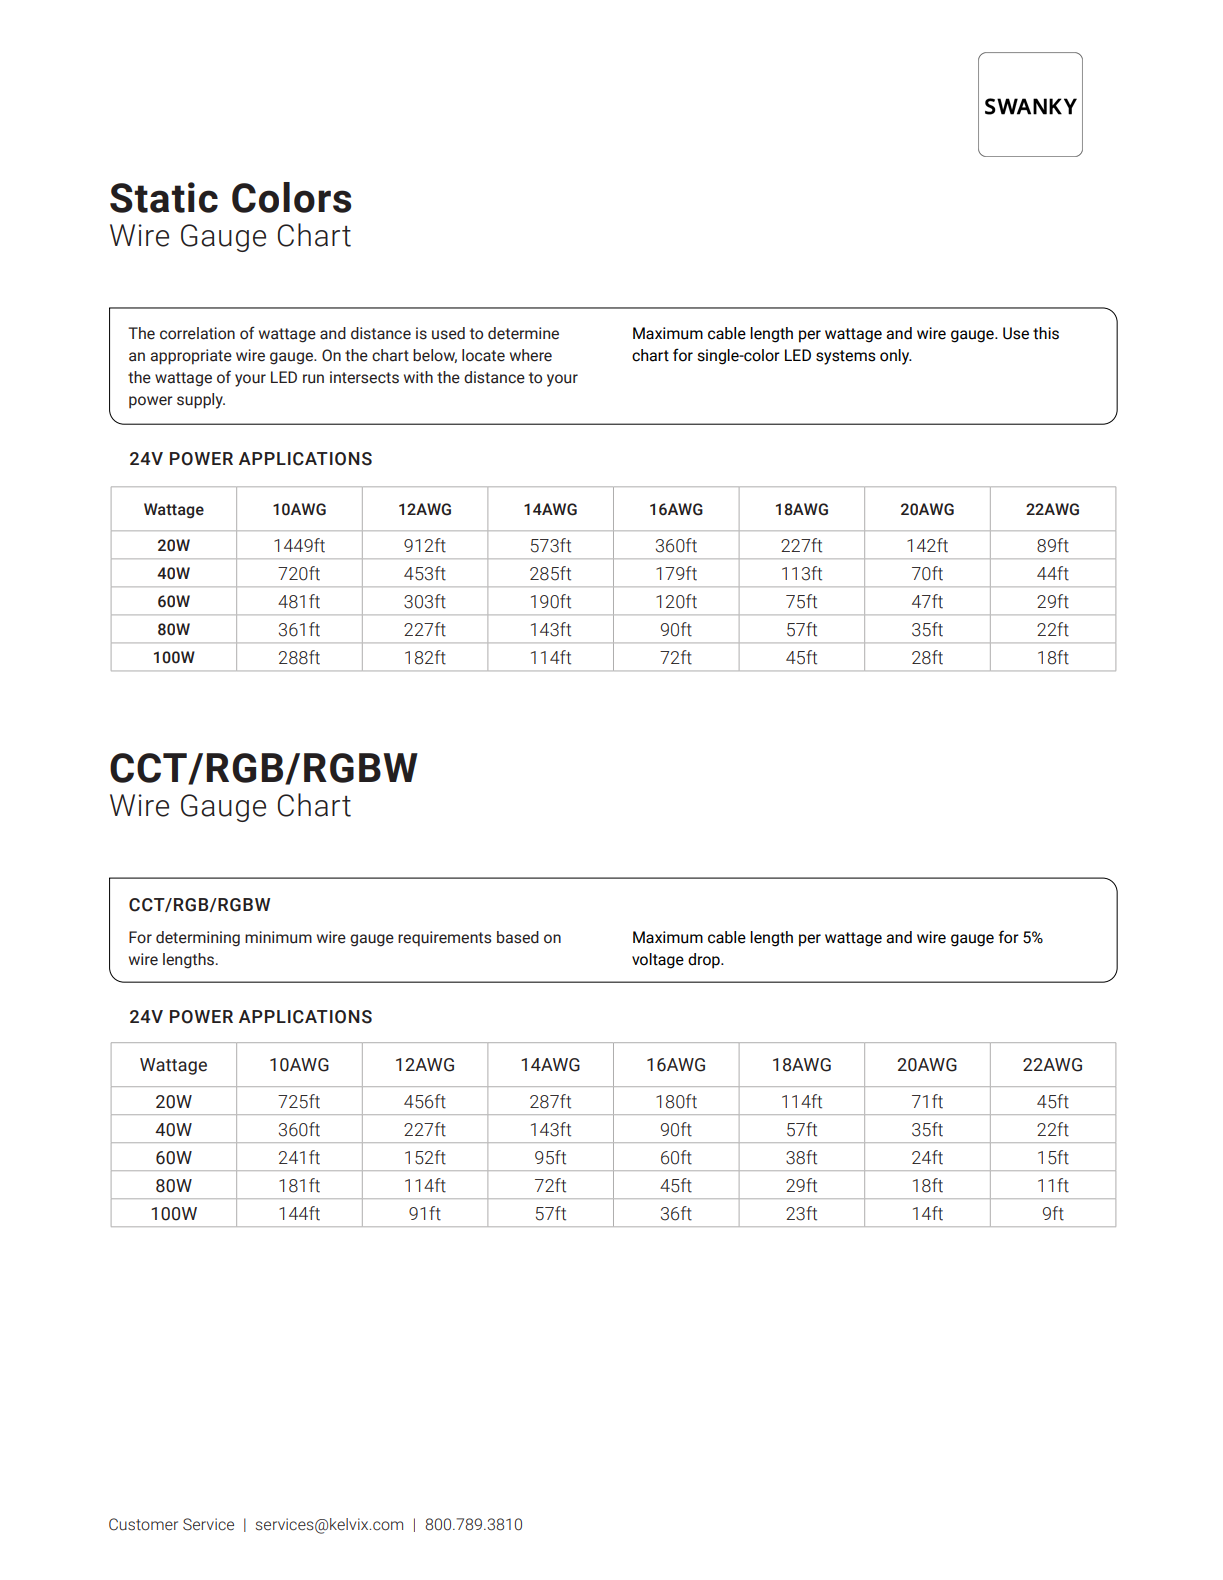 SWANKY
Static Colors
Wire Gauge Chart
The correlation of wattage and distance is used to determine
an appropriate wire gauge. On the chart below, locate where
the wattage of your LED run intersects with the distance to your
power supply.
Maximum cable length per wattage and wire gauge. Use this
chart for single-color LED systems only.
24V POWER APPLICATIONS
Wattage 10AWG 12AWG 14AWG 16AWG 18AWG 20AWG 22AWG
20W 1449ft 912ft 573ft 360ft 227ft 142ft 89ft
40W 720ft 453ft 285ft 179ft 113ft 70ft 44ft
60W 481ft 303ft 190ft 120ft 75ft 47ft 29ft
80W 361ft 227ft 143ft 90ft 57ft 35ft 22ft
100W 288ft 182ft 114ft 72ft 45ft 28ft 18ft
CCT/RGB/RGBW
Wire Gauge Chart
CCT/RGB/RGBW
For determining minimum wire gauge requirements based on
wire lengths.
Maximum cable length per wattage and wire gauge for 5%
voltage drop.
24V POWER APPLICATIONS
Wattage 10AWG 12AWG 14AWG 16AWG 18AWG 20AWG 22AWG
20W 725ft 456ft 287ft 180ft 114ft 71ft 45ft
40W 360ft 227ft 143ft 90ft 57ft 35ft 22ft
60W 241ft 152ft 95ft 60ft 38ft 24ft 15ft
80W 181ft 114ft 72ft 45ft 29ft 18ft 11ft
100W 144ft 91ft 57ft 36ft 23ft 14ft 9ft
Customer Service | services@kelvix.com | 800.789.3810